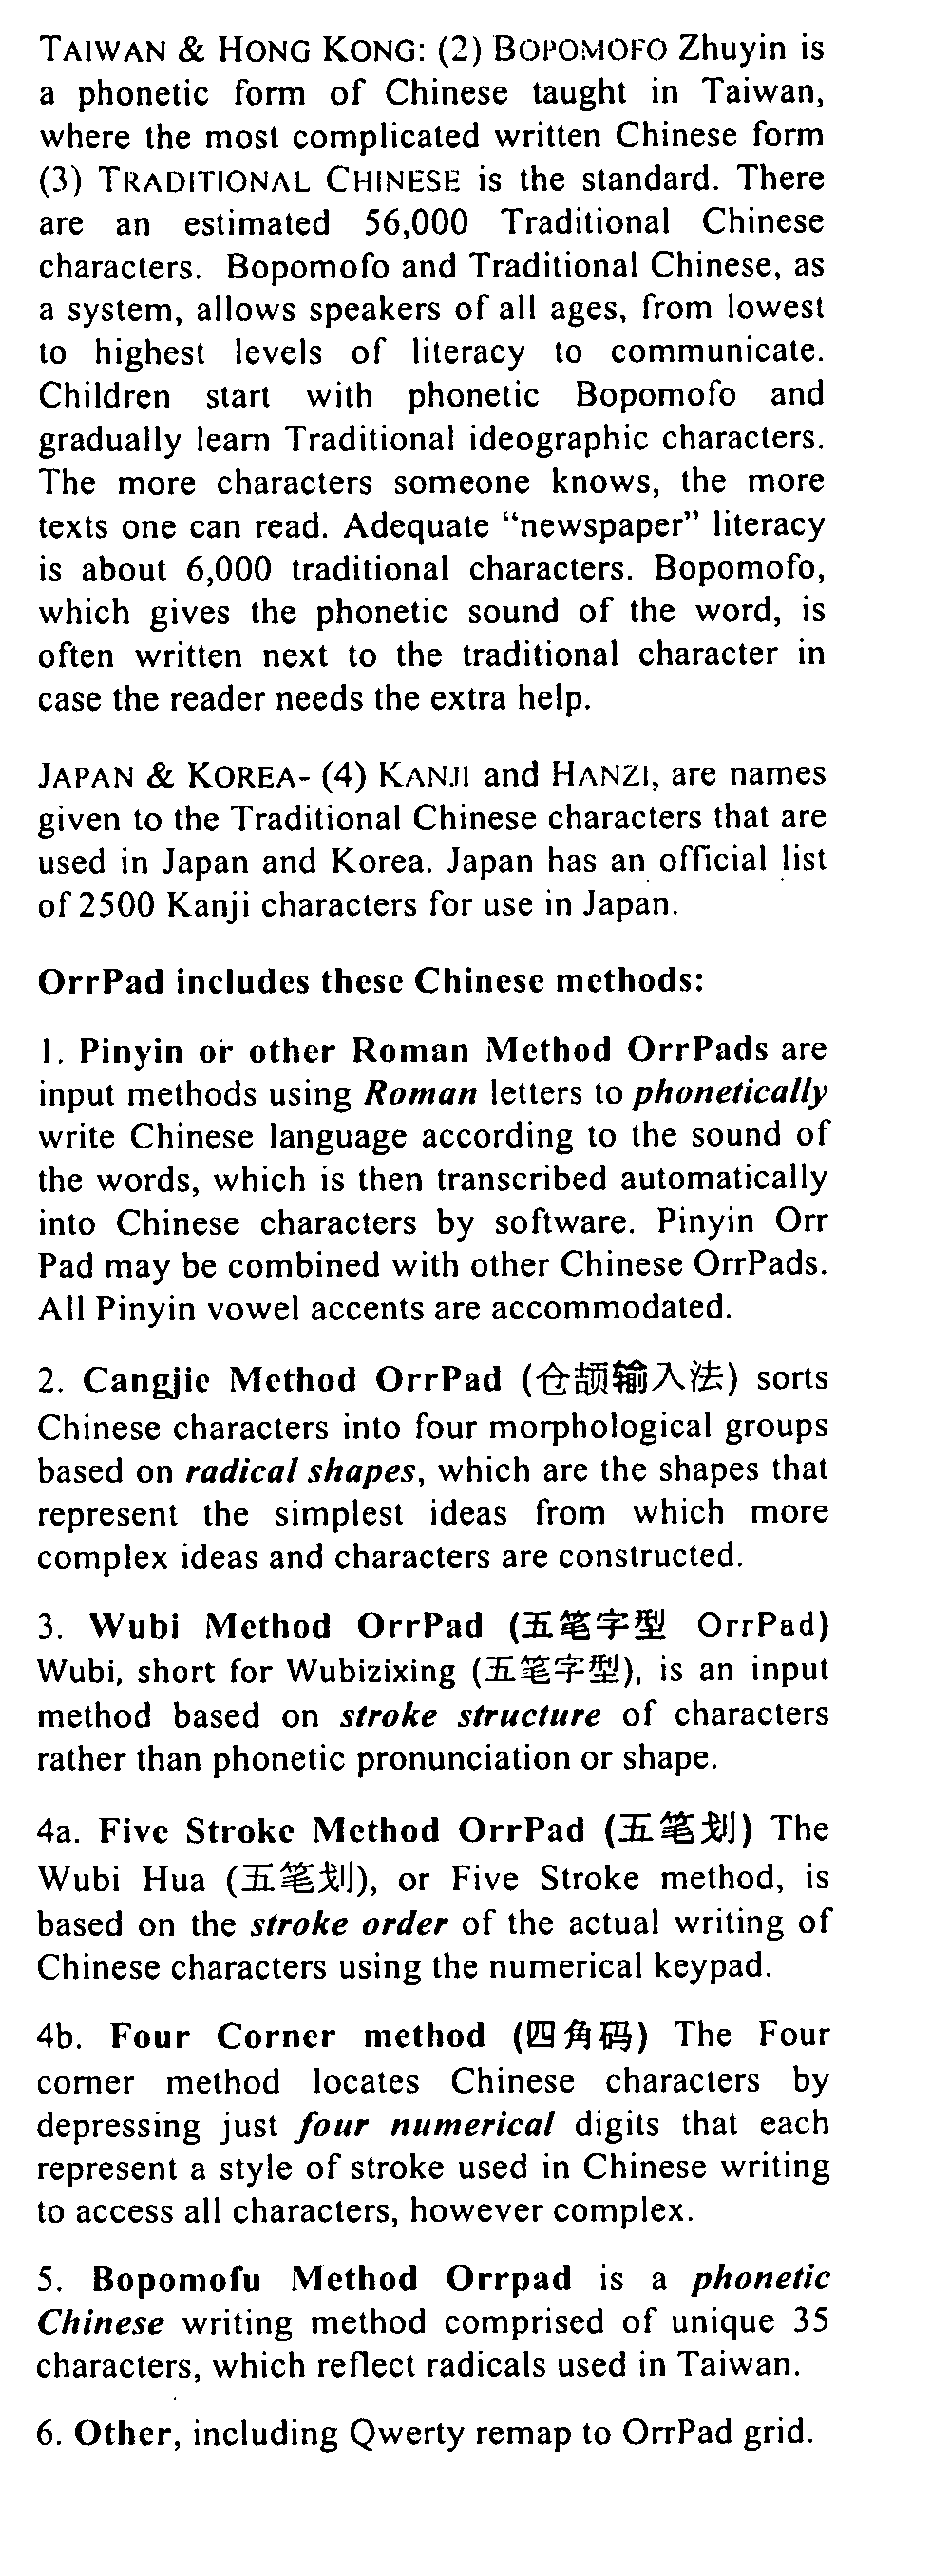 TAIWAN & HONG KONG: (2) BOPOMOFO Zhuyin is
a phonetic form of Chinese taught in Taiwan,
where the most complicated written Chinese form
(3) TRADITIONAL CHINESE is the standard. There
are an estimated 56,000 Traditional Chinese
characters. Bopomofo and Traditional Chinese, as
a system, allows speakers of all ages, from lowest
to highest levels of literacy to communicate.
Children start with phonetic Bopomofo and
gradually learn Traditional ideographic characters.
The more characters someone knows, the more
texts one can read. Adequate “newspaper” literacy
is about 6,000 traditional characters. Bopomofo,
which gives the phonetic sound of the word, is
often written next to the traditional character in
case the reader needs the extra help.
JAPAN & KOREA- (4) KANJI and HANZI, are names
given to the Traditional Chinese characters that are
used in Japan and Korea. Japan has an official list
of 2500 Kanji characters for use in Japan.
OrrPad includes these Chinese methods:
1. Pinyin or other Roman Method OrrPads are
input methods using Roman letters to phonetically
write Chinese language according to the sound of
the words, which is then transcribed automatically
into Chinese characters by software. Pinyin Orr
Pad may be combined with other Chinese OrrPads.
All Pinyin vowel accents are accommodated.
2. Cangjie Method OrrPad (仓颉输入法) sorts
Chinese characters into four morphological groups
based on radical shapes, which are the shapes that
represent the simplest ideas from which more
complex ideas and characters are constructed.
3. Wubi Method OrrPad (五笔字型 OrrPad)
Wubi, short for Wubizixing (五笔字型), is an input
method based on stroke structure of characters
rather than phonetic pronunciation or shape.
4a. Five Stroke Method OrrPad (五笔划) The
Wubi Hua (五笔划), or Five Stroke method, is
based on the stroke order of the actual writing of
Chinese characters using the numerical keypad.
4b. Four Corner method (四角码) The Four
corner method locates Chinese characters by
depressing just four numerical digits that each
represent a style of stroke used in Chinese writing
to access all characters, however complex.
5. Bopomofu Method Orrpad is a phonetic
Chinese writing method comprised of unique 35
characters, which reflect radicals used in Taiwan.
6. Other, including Qwerty remap to OrrPad grid.